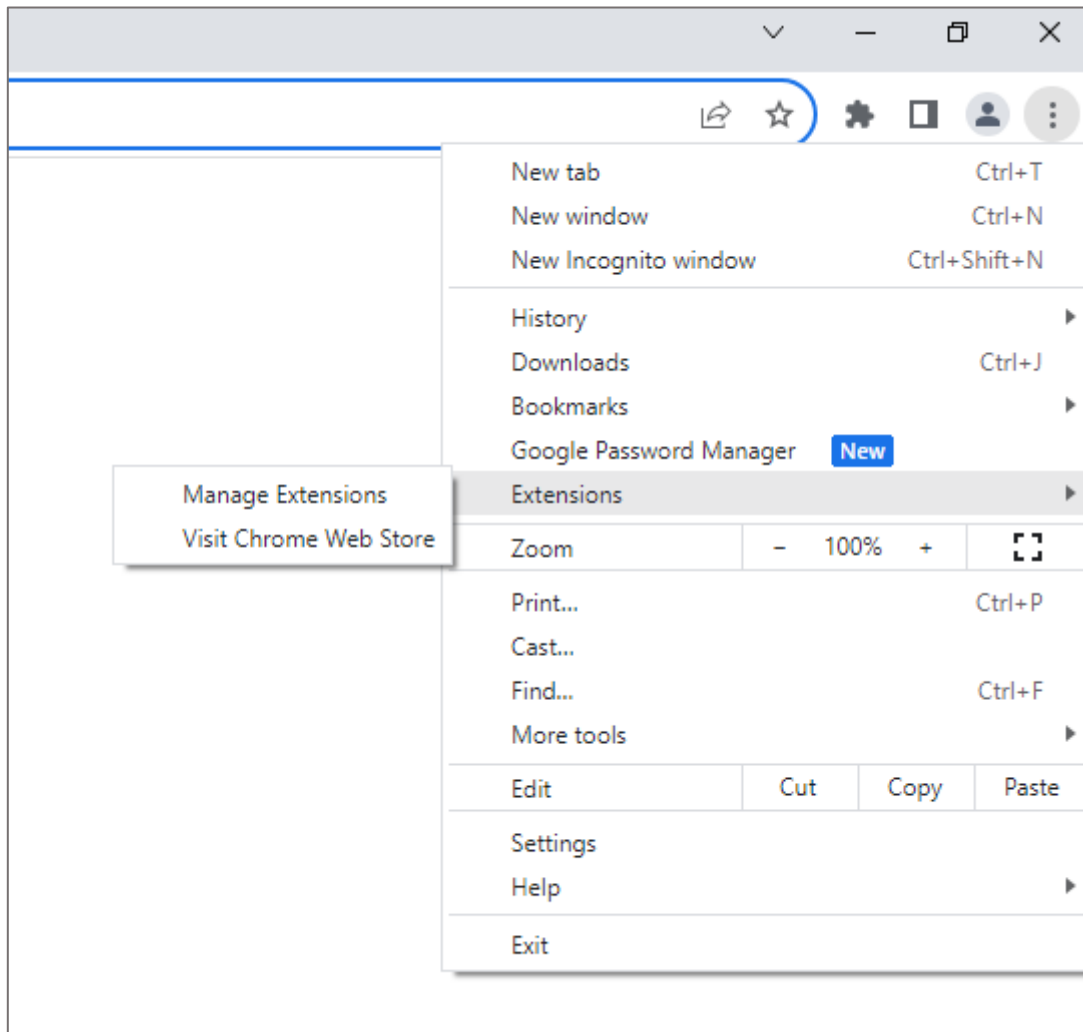 New tab Ctrl+T
New window Ctrl+N
New Incognito window Ctrl+Shift+N
History
Downloads Ctrl+J
Bookmarks
Google Password Manager New
Extensions
Manage Extensions
Visit Chrome Web Store
Zoom - 100% +
Print... Ctrl+P
Cast...
Find... Ctrl+F
More tools
Edit Cut Copy Paste
Settings
Help
Exit